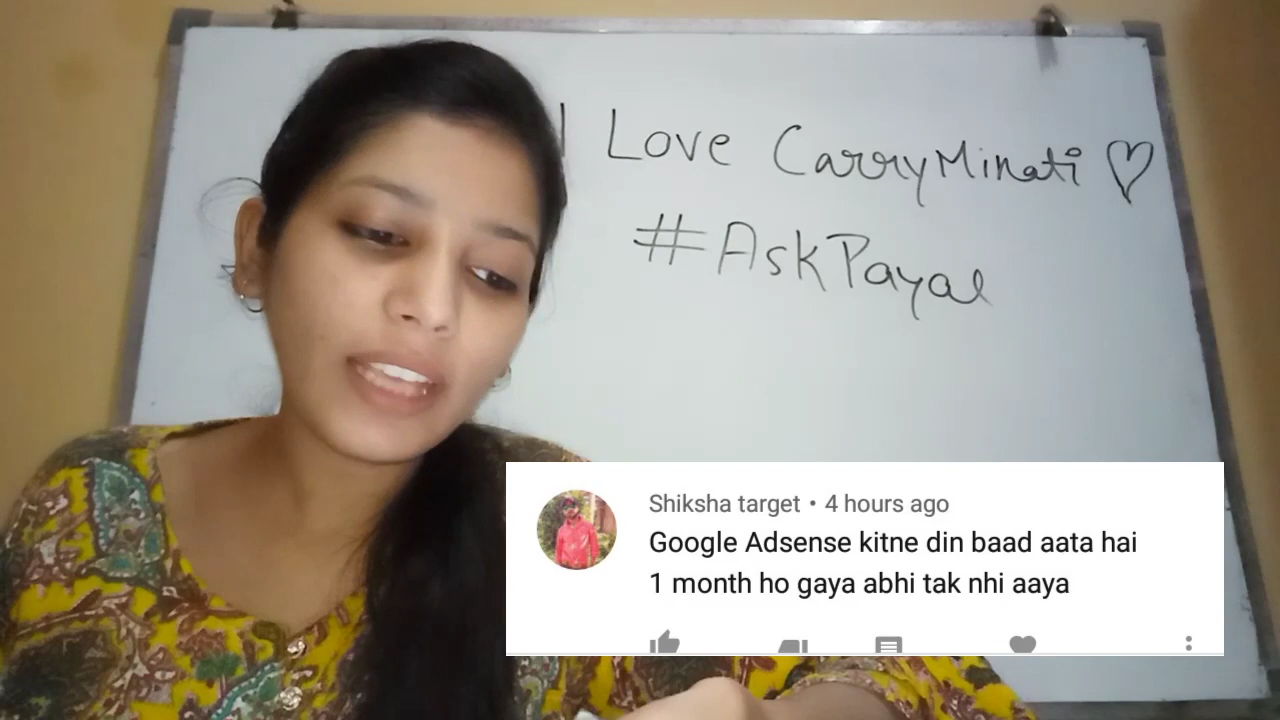 I Love CarryMinati ♡
#AskPayal
Shiksha target • 4 hours ago
Google Adsense kitne din baad aata hai
1 month ho gaya abhi tak nhi aaya